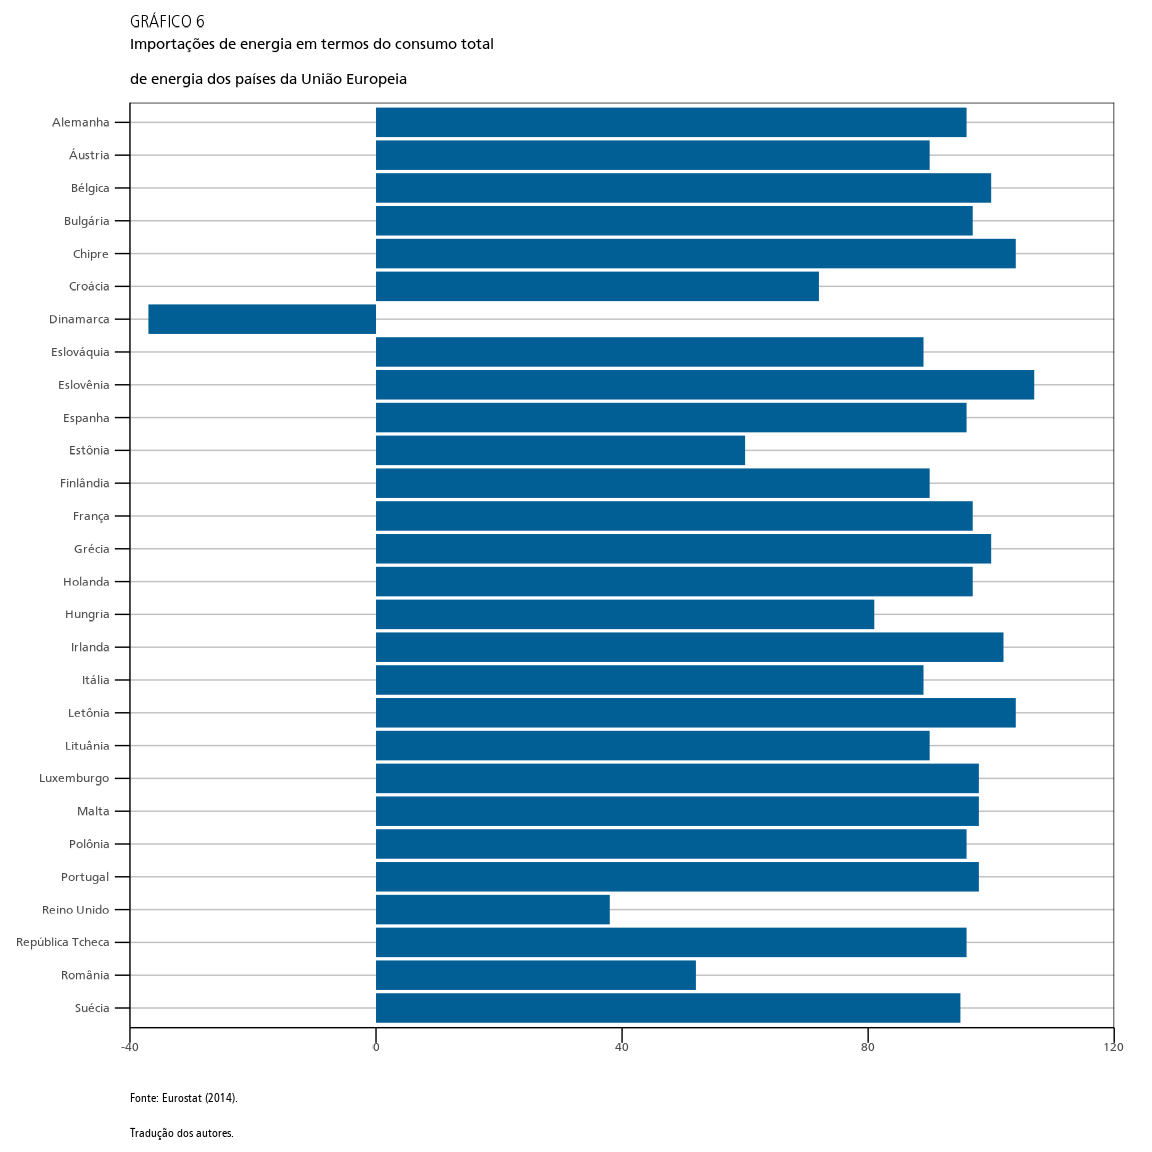 GRÁFICO 6
Importações de energia em termos do consumo total
de energia dos países da União Europeia
Alemanha
Áustria
Bélgica
Bulgária
Chipre
Croácia
Dinamarca
Eslováquia
Eslovênia
Espanha
Estônia
Finlândia
França
Grécia
Holanda
Hungria
Irlanda
Itália
Letônia
Lituânia
Luxemburgo
Malta
Polônia
Portugal
Reino Unido
República Tcheca
România
Suécia
-40 0 40 80 120
Fonte: Eurostat (2014).
Tradução dos autores.